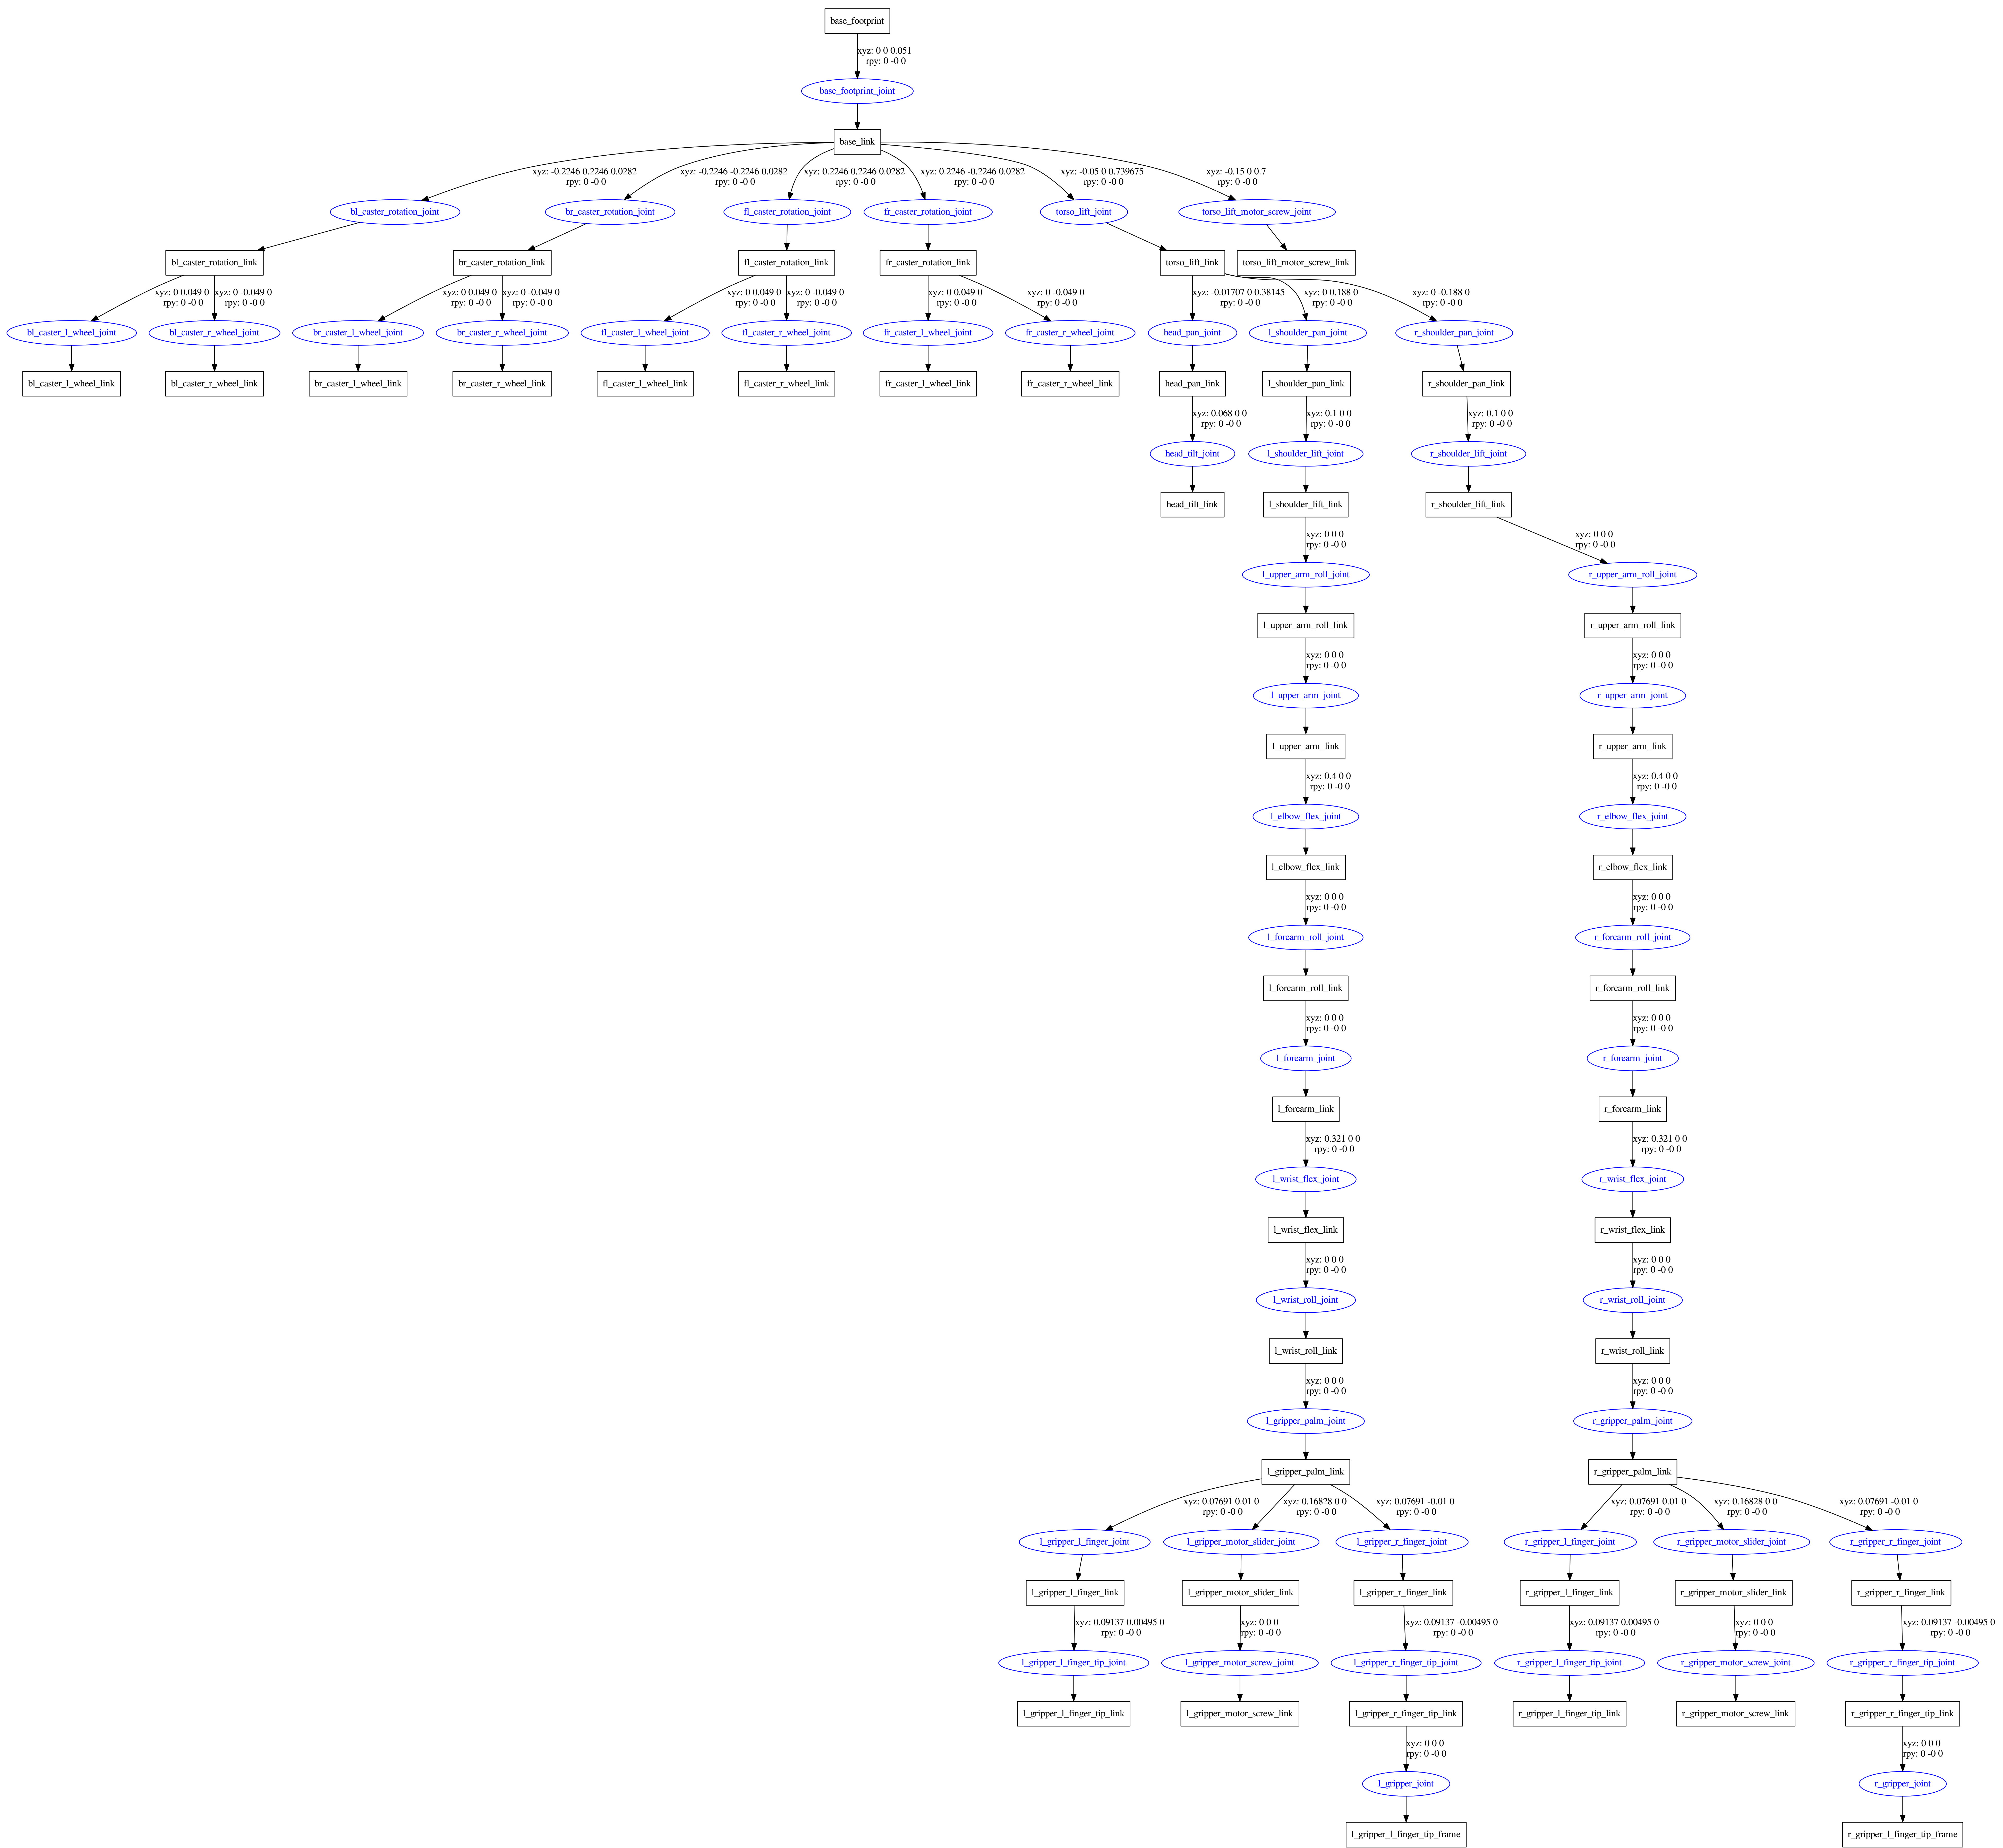 base_footprint
xyz: 0 0 0.051
rpy: 0 -0 0
base_footprint_joint
base_link
xyz: -0.2246 0.2246 0.0282
rpy: 0 -0 0
xyz: -0.2246 -0.2246 0.0282
rpy: 0 -0 0
xyz: 0.2246 0.2246 0.0282
rpy: 0 -0 0
xyz: 0.2246 -0.2246 0.0282
rpy: 0 -0 0
xyz: -0.05 0 0.739675
rpy: 0 -0 0
xyz: -0.15 0 0.7
rpy: 0 -0 0
bl_caster_rotation_joint
br_caster_rotation_joint
fl_caster_rotation_joint
fr_caster_rotation_joint
torso_lift_joint
torso_lift_motor_screw_joint
bl_caster_rotation_link
br_caster_rotation_link
fl_caster_rotation_link
fr_caster_rotation_link
torso_lift_link
torso_lift_motor_screw_link
xyz: 0 0.049 0
rpy: 0 -0 0
xyz: 0 -0.049 0
rpy: 0 -0 0
xyz: 0 0.049 0
rpy: 0 -0 0
xyz: 0 -0.049 0
rpy: 0 -0 0
xyz: 0 0.049 0
rpy: 0 -0 0
xyz: 0 -0.049 0
rpy: 0 -0 0
xyz: 0 0.049 0
rpy: 0 -0 0
xyz: 0 -0.049 0
rpy: 0 -0 0
xyz: -0.01707 0 0.38145
rpy: 0 -0 0
xyz: 0 0.188 0
rpy: 0 -0 0
xyz: 0 -0.188 0
rpy: 0 -0 0
bl_caster_l_wheel_joint
bl_caster_r_wheel_joint
br_caster_l_wheel_joint
br_caster_r_wheel_joint
fl_caster_l_wheel_joint
fl_caster_r_wheel_joint
fr_caster_l_wheel_joint
fr_caster_r_wheel_joint
head_pan_joint
l_shoulder_pan_joint
r_shoulder_pan_joint
bl_caster_l_wheel_link
bl_caster_r_wheel_link
br_caster_l_wheel_link
br_caster_r_wheel_link
fl_caster_l_wheel_link
fl_caster_r_wheel_link
fr_caster_l_wheel_link
fr_caster_r_wheel_link
head_pan_link
l_shoulder_pan_link
r_shoulder_pan_link
xyz: 0.068 0 0
rpy: 0 -0 0
xyz: 0.1 0 0
rpy: 0 -0 0
xyz: 0.1 0 0
rpy: 0 -0 0
head_tilt_joint
l_shoulder_lift_joint
r_shoulder_lift_joint
head_tilt_link
l_shoulder_lift_link
r_shoulder_lift_link
xyz: 0 0 0
rpy: 0 -0 0
xyz: 0 0 0
rpy: 0 -0 0
l_upper_arm_roll_joint
r_upper_arm_roll_joint
l_upper_arm_roll_link
r_upper_arm_roll_link
xyz: 0 0 0
rpy: 0 -0 0
xyz: 0 0 0
rpy: 0 -0 0
l_upper_arm_joint
r_upper_arm_joint
l_upper_arm_link
r_upper_arm_link
xyz: 0.4 0 0
rpy: 0 -0 0
xyz: 0.4 0 0
rpy: 0 -0 0
l_elbow_flex_joint
r_elbow_flex_joint
l_elbow_flex_link
r_elbow_flex_link
xyz: 0 0 0
rpy: 0 -0 0
xyz: 0 0 0
rpy: 0 -0 0
l_forearm_roll_joint
r_forearm_roll_joint
l_forearm_roll_link
r_forearm_roll_link
xyz: 0 0 0
rpy: 0 -0 0
xyz: 0 0 0
rpy: 0 -0 0
l_forearm_joint
r_forearm_joint
l_forearm_link
r_forearm_link
xyz: 0.321 0 0
rpy: 0 -0 0
xyz: 0.321 0 0
rpy: 0 -0 0
l_wrist_flex_joint
r_wrist_flex_joint
l_wrist_flex_link
r_wrist_flex_link
xyz: 0 0 0
rpy: 0 -0 0
xyz: 0 0 0
rpy: 0 -0 0
l_wrist_roll_joint
r_wrist_roll_joint
l_wrist_roll_link
r_wrist_roll_link
xyz: 0 0 0
rpy: 0 -0 0
xyz: 0 0 0
rpy: 0 -0 0
l_gripper_palm_joint
r_gripper_palm_joint
l_gripper_palm_link
r_gripper_palm_link
xyz: 0.07691 0.01 0
rpy: 0 -0 0
xyz: 0.16828 0 0
rpy: 0 -0 0
xyz: 0.07691 -0.01 0
rpy: 0 -0 0
xyz: 0.07691 0.01 0
rpy: 0 -0 0
xyz: 0.16828 0 0
rpy: 0 -0 0
xyz: 0.07691 -0.01 0
rpy: 0 -0 0
l_gripper_l_finger_joint
l_gripper_motor_slider_joint
l_gripper_r_finger_joint
r_gripper_l_finger_joint
r_gripper_motor_slider_joint
r_gripper_r_finger_joint
l_gripper_l_finger_link
l_gripper_motor_slider_link
l_gripper_r_finger_link
r_gripper_l_finger_link
r_gripper_motor_slider_link
r_gripper_r_finger_link
xyz: 0.09137 0.00495 0
rpy: 0 -0 0
xyz: 0 0 0
rpy: 0 -0 0
xyz: 0.09137 -0.00495 0
rpy: 0 -0 0
xyz: 0.09137 0.00495 0
rpy: 0 -0 0
xyz: 0 0 0
rpy: 0 -0 0
xyz: 0.09137 -0.00495 0
rpy: 0 -0 0
l_gripper_l_finger_tip_joint
l_gripper_motor_screw_joint
l_gripper_r_finger_tip_joint
r_gripper_l_finger_tip_joint
r_gripper_motor_screw_joint
r_gripper_r_finger_tip_joint
l_gripper_l_finger_tip_link
l_gripper_motor_screw_link
l_gripper_r_finger_tip_link
r_gripper_l_finger_tip_link
r_gripper_motor_screw_link
r_gripper_r_finger_tip_link
xyz: 0 0 0
rpy: 0 -0 0
xyz: 0 0 0
rpy: 0 -0 0
l_gripper_joint
r_gripper_joint
l_gripper_l_finger_tip_frame
r_gripper_l_finger_tip_frame